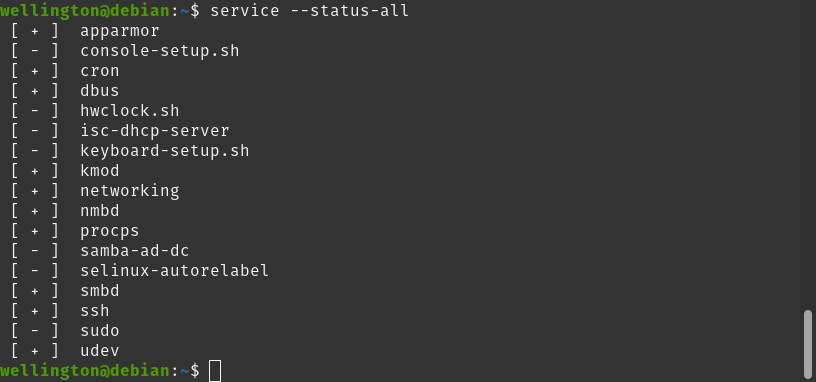 wellington@debian:~$ service --status-all
 [ + ]  apparmor
 [ - ]  console-setup.sh
 [ + ]  cron
 [ + ]  dbus
 [ - ]  hwclock.sh
 [ - ]  isc-dhcp-server
 [ - ]  keyboard-setup.sh
 [ + ]  kmod
 [ + ]  networking
 [ + ]  nmbd
 [ + ]  procps
 [ - ]  samba-ad-dc
 [ - ]  selinux-autorelabel
 [ + ]  smbd
 [ + ]  ssh
 [ - ]  sudo
 [ + ]  udev
wellington@debian:~$